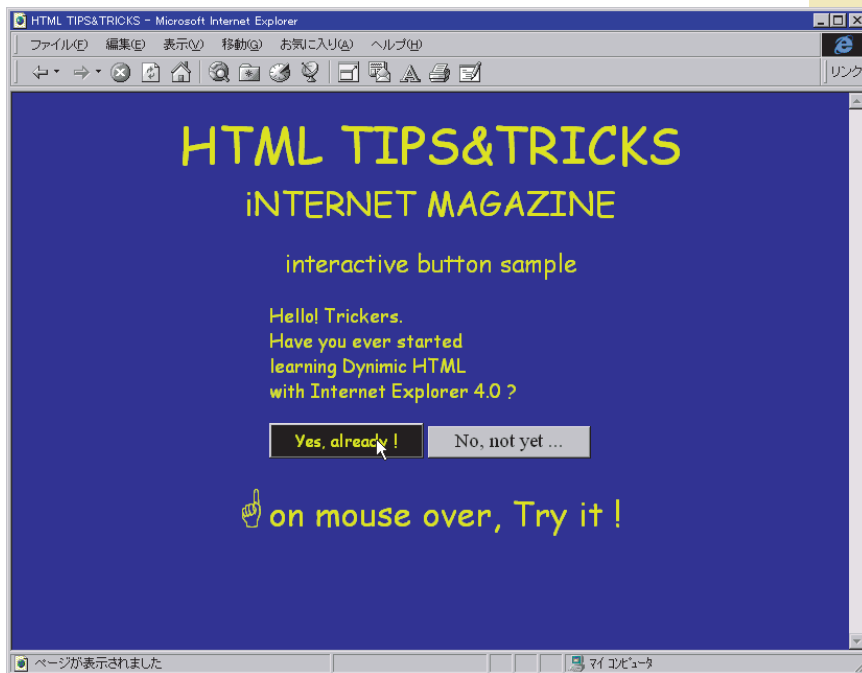 HTML TIPS&TRICKS - Microsoft Internet Explorer
ファイル(F) 編集(E) 表示(V) 移動(G) お気に入り(A) ヘルプ(H)
リンク
HTML TIPS&TRICKS
iNTERNET MAGAZINE
interactive button sample
Hello! Trickers.
Have you ever started
learning Dynimic HTML
with Internet Explorer 4.0 ?
Yes, already ! No, not yet ...
on mouse over, Try it !
ページが表示されました マイ コンピュータ